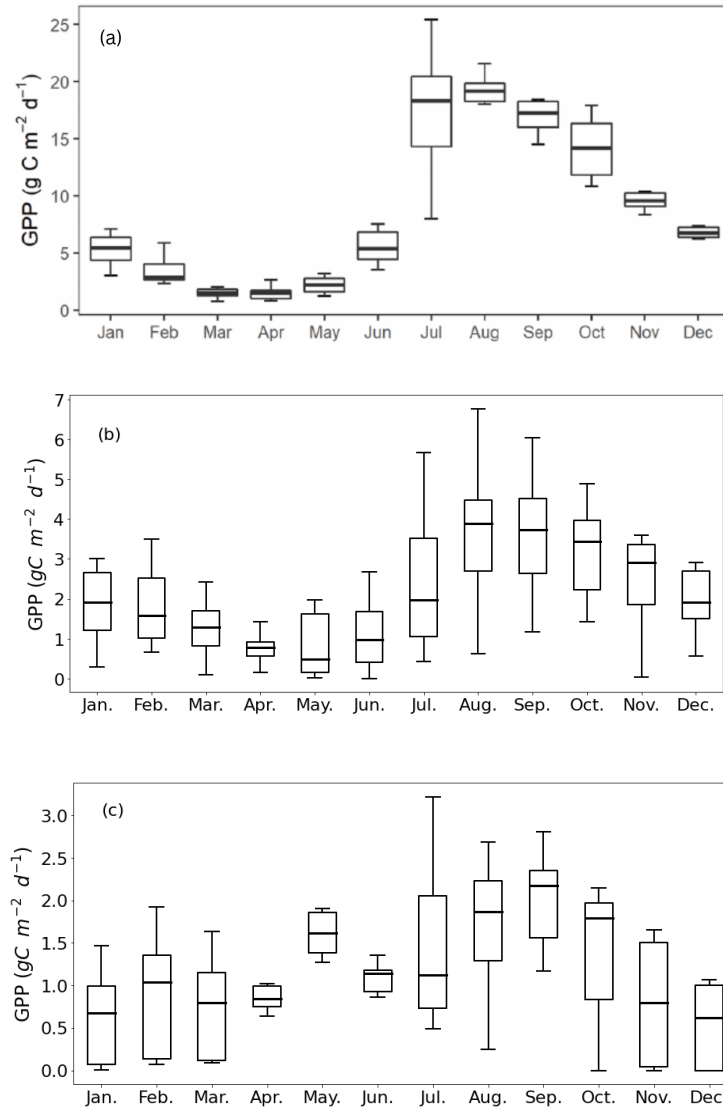 (a)
GPP (g C m⁻² d⁻¹)
25
20
15
10
5
0
Jan Feb Mar Apr May Jun Jul Aug Sep Oct Nov Dec
(b)
GPP (gC m⁻² d⁻¹)
7
6
5
4
3
2
1
0
Jan. Feb. Mar. Apr. May. Jun. Jul. Aug. Sep. Oct. Nov. Dec.
(c)
GPP (gC m⁻² d⁻¹)
3.0
2.5
2.0
1.5
1.0
0.5
0.0
Jan. Feb. Mar. Apr. May. Jun. Jul. Aug. Sep. Oct. Nov. Dec